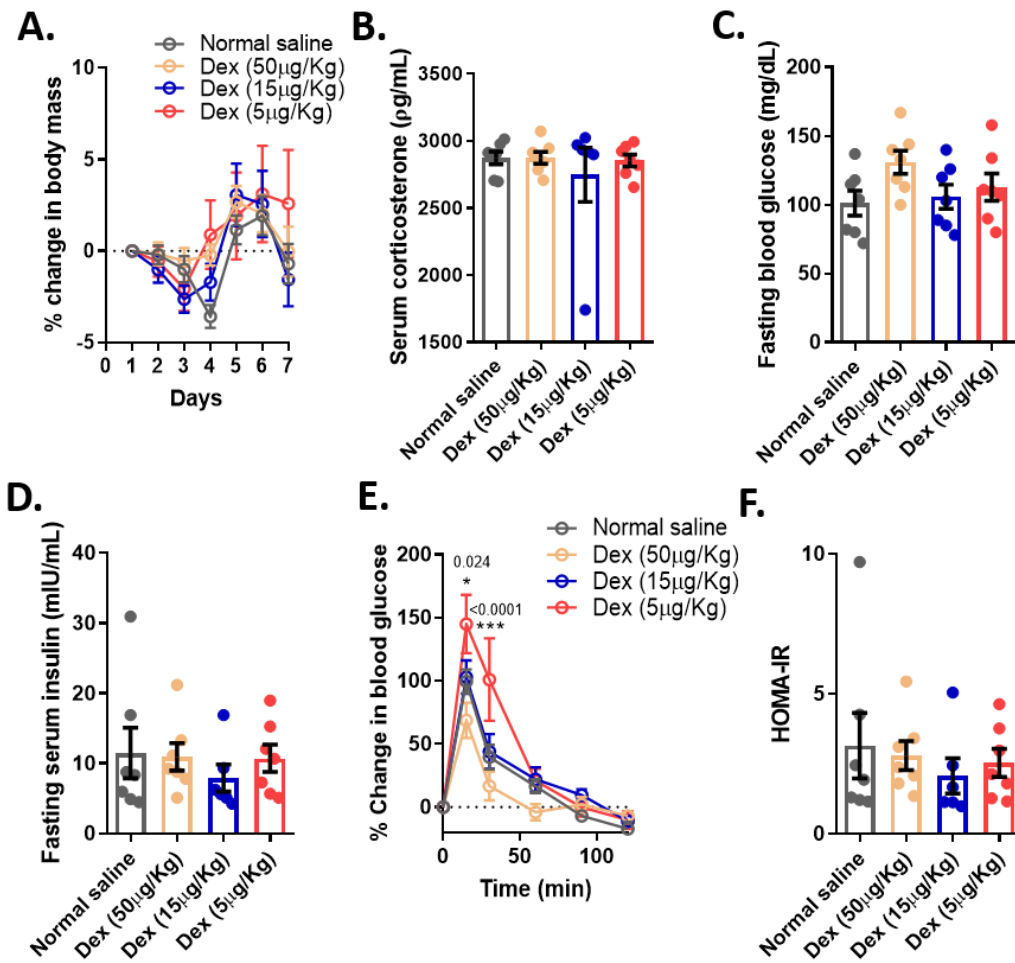 A.
Normal saline
Dex (50μg/Kg)
Dex (15μg/Kg)
Dex (5μg/Kg)
% change in body mass
10
5
0
-5
0 1 2 3 4 5 6 7
Days
B.
Serum corticosterone (ρg/mL)
3500
3000
2500
2000
1500
Normal saline
Dex (50μg/Kg)
Dex (15μg/Kg)
Dex (5μg/Kg)
C.
Fasting blood glucose (mg/dL)
200
150
100
50
0
Normal saline
Dex (50μg/Kg)
Dex (15μg/Kg)
Dex (5μg/Kg)
D.
Fasting serum insulin (mIU/mL)
40
30
20
10
0
Normal saline
Dex (50μg/Kg)
Dex (15μg/Kg)
Dex (5μg/Kg)
E.
Normal saline
Dex (50μg/Kg)
Dex (15μg/Kg)
Dex (5μg/Kg)
% Change in blood glucose
200
150
100
50
0
0.024
*
<0.0001
***
0 50 100
Time (min)
F.
HOMA-IR
10
5
0
Normal saline
Dex (50μg/Kg)
Dex (15μg/Kg)
Dex (5μg/Kg)